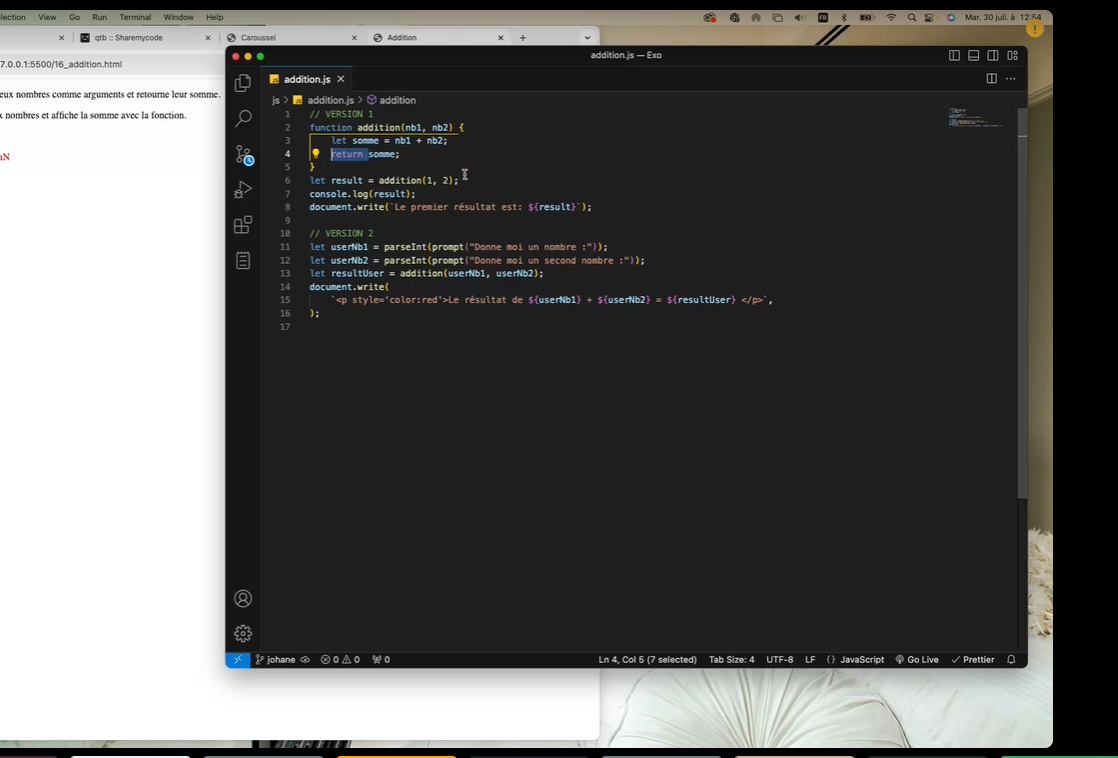 lection View Go Run Terminal Window Help
FR
Mar. 30 juil. à 12:54
qtb :: Sharemycode
Caroussel
Addition
7.0.0.1:5500/16_addition.html
eux nombres comme arguments et retourne leur somme.
x nombres et affiche la somme avec la fonction.
aN
addition.js — Exo
addition.js
js > addition.js > addition
1 // VERSION 1
2 function addition(nb1, nb2) {
3 let somme = nb1 + nb2;
4 return somme;
5 }
6 let result = addition(1, 2);
7 console.log(result);
8 document.write(`Le premier résultat est: ${result}`);
9
10 // VERSION 2
11 let userNb1 = parseInt(prompt("Donne moi un nombre :"));
12 let userNb2 = parseInt(prompt("Donne moi un second nombre :"));
13 let resultUser = addition(userNb1, userNb2);
14 document.write(
15 `<p style='color:red'>Le résultat de ${userNb1} + ${userNb2} = ${resultUser} </p>`,
16 );
17
johane 0 0 0 Ln 4, Col 5 (7 selected) Tab Size: 4 UTF-8 LF {} JavaScript Go Live Prettier